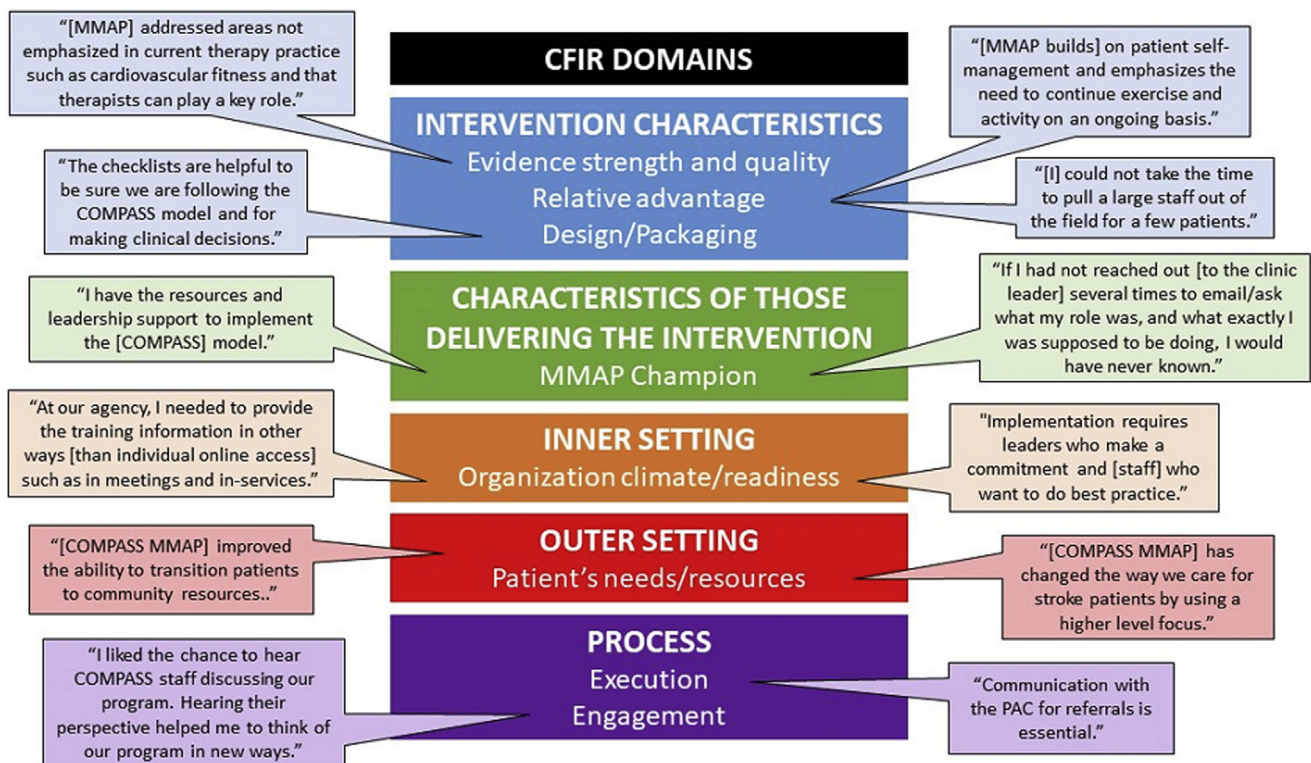 “[MMAP] addressed areas not
emphasized in current therapy practice
such as cardiovascular fitness and that
therapists can play a key role.”
“The checklists are helpful to
be sure we are following the
COMPASS model and for
making clinical decisions.”
“I have the resources and
leadership support to implement
the [COMPASS] model.”
“At our agency, I needed to provide
the training information in other
ways [than individual online access]
such as in meetings and in-services.”
“[COMPASS MMAP] improved
the ability to transition patients
to community resources..”
“I liked the chance to hear
COMPASS staff discussing our
program. Hearing their
perspective helped me to think of
our program in new ways.”
CFIR DOMAINS
INTERVENTION CHARACTERISTICS
Evidence strength and quality
Relative advantage
Design/Packaging
CHARACTERISTICS OF THOSE
DELIVERING THE INTERVENTION
MMAP Champion
INNER SETTING
Organization climate/readiness
OUTER SETTING
Patient’s needs/resources
PROCESS
Execution
Engagement
“[MMAP builds] on patient self-
management and emphasizes the
need to continue exercise and
activity on an ongoing basis.”
“[I] could not take the time
to pull a large staff out of
the field for a few patients.”
“If I had not reached out [to the clinic
leader] several times to email/ask
what my role was, and what exactly I
was supposed to be doing, I would
have never known.”
"Implementation requires
leaders who make a
commitment and [staff] who
want to do best practice.”
“[COMPASS MMAP] has
changed the way we care for
stroke patients by using a
higher level focus.”
“Communication with
the PAC for referrals is
essential.”